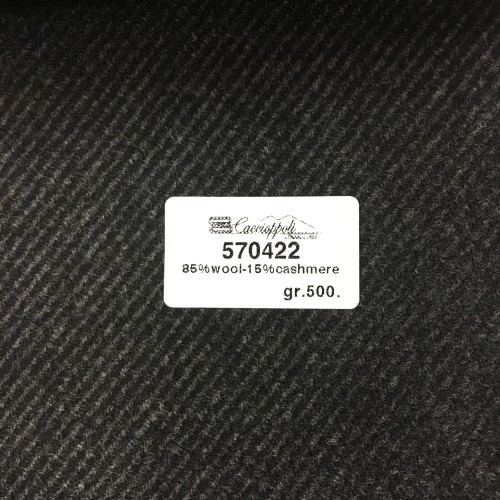 Caccioppoli
570422
85%wool-15%cashmere
gr.500.